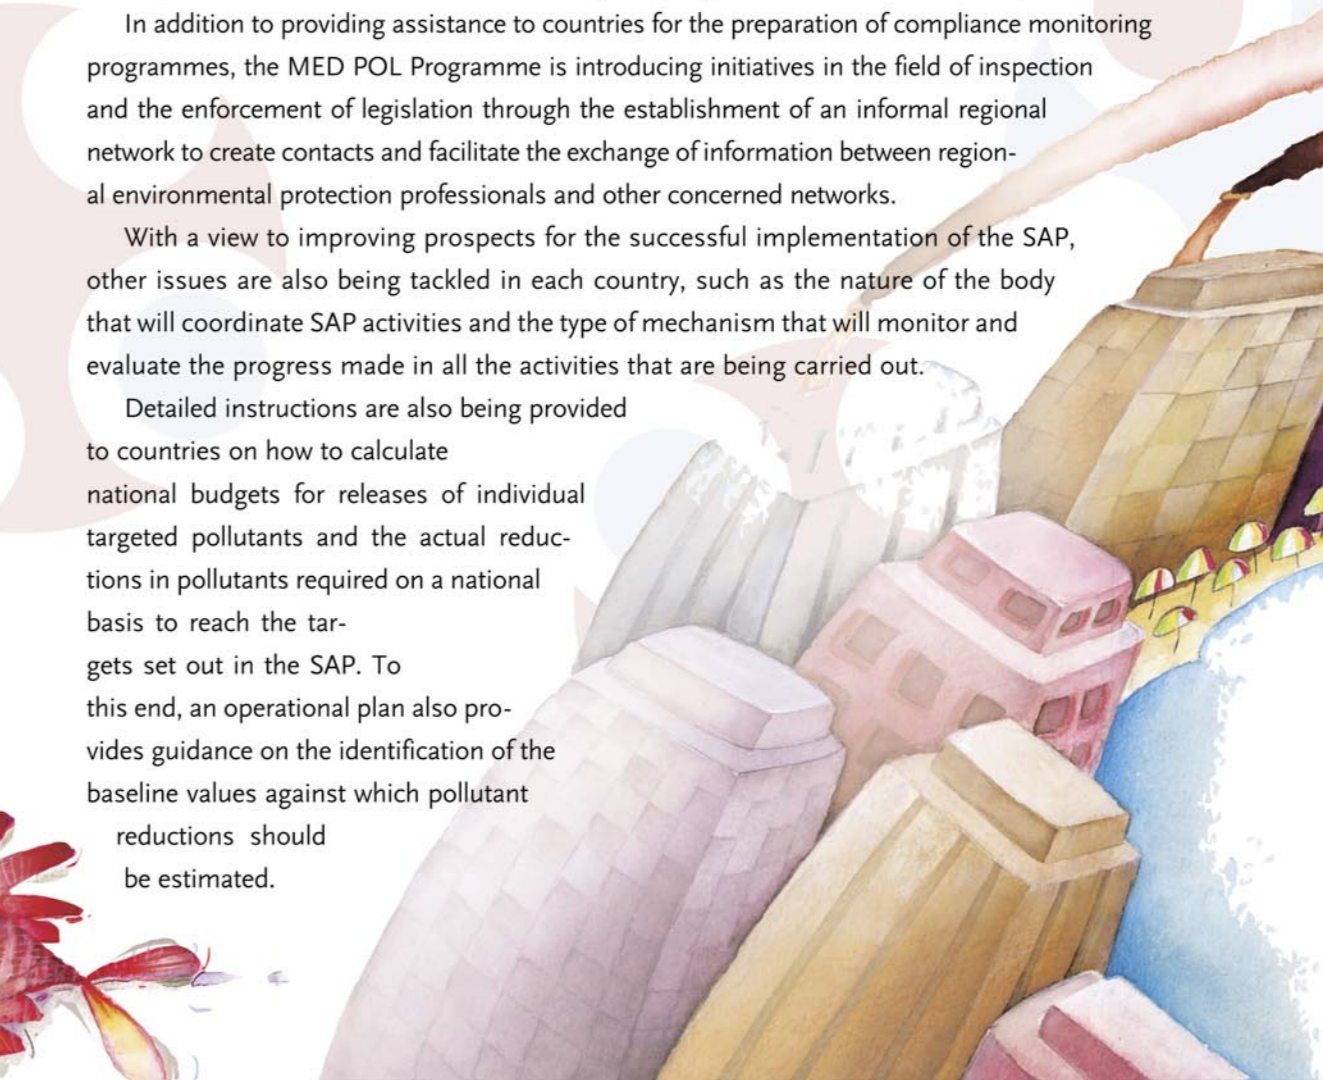 In addition to providing assistance to countries for the preparation of compliance monitoring
programmes, the MED POL Programme is introducing initiatives in the field of inspection
and the enforcement of legislation through the establishment of an informal regional
network to create contacts and facilitate the exchange of information between region-
al environmental protection professionals and other concerned networks.
With a view to improving prospects for the successful implementation of the SAP,
other issues are also being tackled in each country, such as the nature of the body
that will coordinate SAP activities and the type of mechanism that will monitor and
evaluate the progress made in all the activities that are being carried out.
Detailed instructions are also being provided
to countries on how to calculate
national budgets for releases of individual
targeted pollutants and the actual reduc-
tions in pollutants required on a national
basis to reach the tar-
gets set out in the SAP. To
this end, an operational plan also pro-
vides guidance on the identification of the
baseline values against which pollutant
reductions should
be estimated.